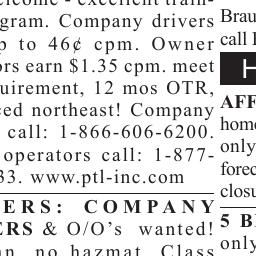 elcome - excellent train-
gram. Company drivers
p to 46¢ cpm. Owner
ors earn $1.35 cpm. meet
uirement, 12 mos OTR,
ced northeast! Company
call: 1-866-606-6200.
operators call: 1-877-
33. www.ptl-inc.com
ERS: COMPANY
ERS & O/O's wanted!
an, no hazmat. Class
Brau
call
H
AFF
home
only
forec
closu
5 B
only